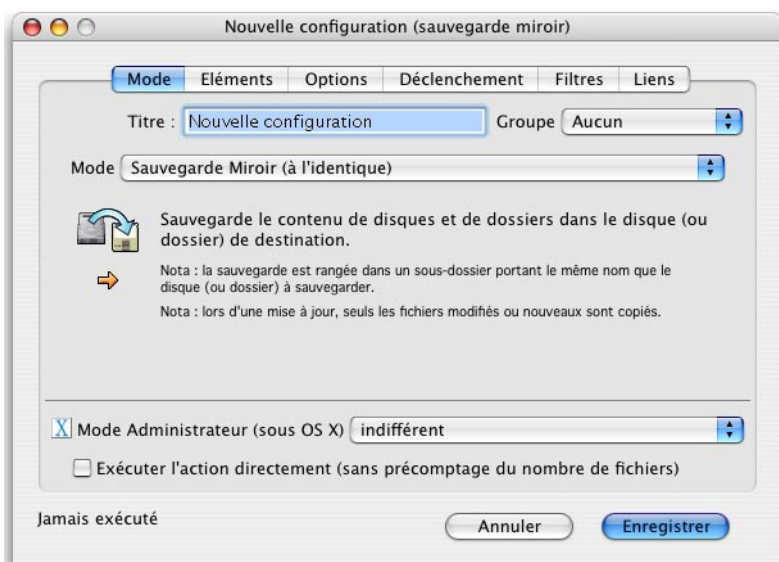 Nouvelle configuration (sauvegarde miroir)
Mode Eléments Options Déclenchement Filtres Liens
Titre : Nouvelle configuration Groupe Aucun
Mode Sauvegarde Miroir (à l'identique)
Sauvegarde le contenu de disques et de dossiers dans le disque (ou
dossier) de destination.
Nota : la sauvegarde est rangée dans un sous-dossier portant le même nom que le
disque (ou dossier) à sauvegarder.
Nota : lors d'une mise à jour, seuls les fichiers modifiés ou nouveaux sont copiés.
X Mode Administrateur (sous OS X) indifférent
Exécuter l'action directement (sans précomptage du nombre de fichiers)
Jamais exécuté
Annuler Enregistrer